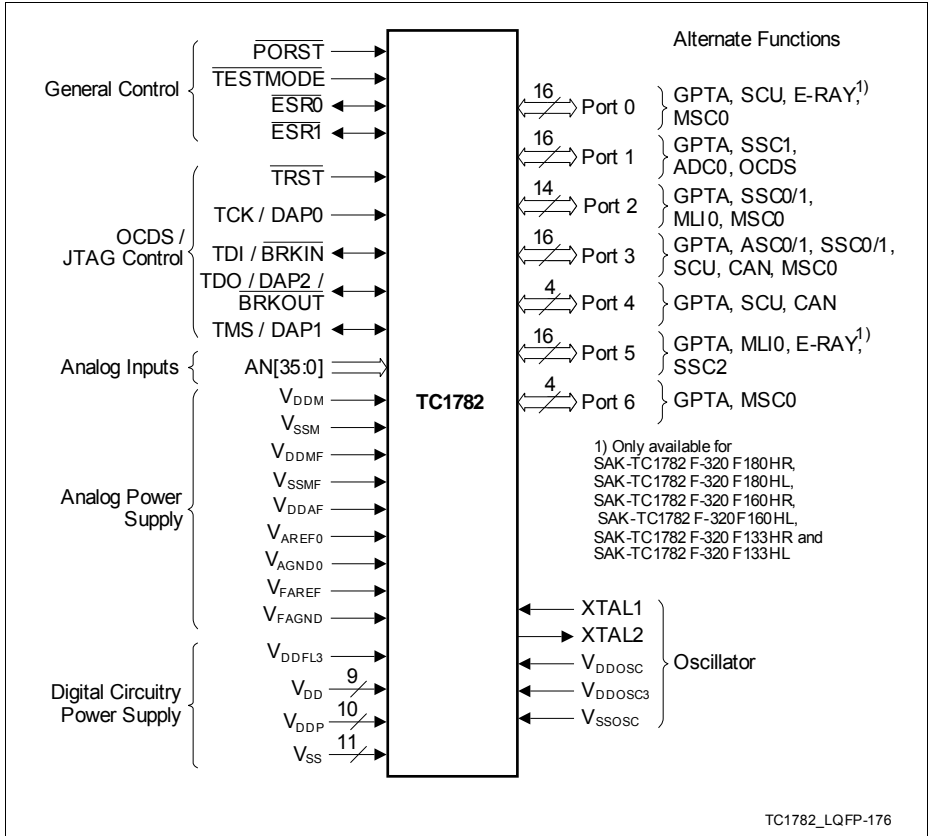 General Control
PORST
TESTMODE
ESR0
ESR1
OCDS /
JTAG Control
TRST
TCK / DAP0
TDI / BRKIN
TDO / DAP2 /
BRKOUT
TMS / DAP1
Analog Inputs
AN[35:0]
Analog Power
Supply
VDDM
VSSM
VDDMF
VSSMF
VDDAF
VAREF0
VAGND0
VFAREF
VFAGND
Digital Circuitry
Power Supply
VDDFL3
VDD 9
VDDP 10
VSS 11
TC1782
Alternate Functions
16 Port 0 GPTA, SCU, E-RAY,1)
MSC0
16 Port 1 GPTA, SSC1,
ADC0, OCDS
14 Port 2 GPTA, SSC0/1,
MLI0, MSC0
16 Port 3 GPTA, ASC0/1, SSC0/1,
SCU, CAN, MSC0
4 Port 4 GPTA, SCU, CAN
16 Port 5 GPTA, MLI0, E-RAY,1)
SSC2
4 Port 6 GPTA, MSC0
1) Only available for
SAK-TC1782 F-320 F180HR,
SAK-TC1782 F-320 F180HL,
SAK-TC1782 F-320 F160HR,
SAK-TC1782 F-320F160HL,
SAK-TC1782 F-320 F133HR and
SAK-TC1782 F-320 F133HL
XTAL1
XTAL2
VDDOSC
VDDOSC3
VSSOSC
Oscillator
TC1782_LQFP-176